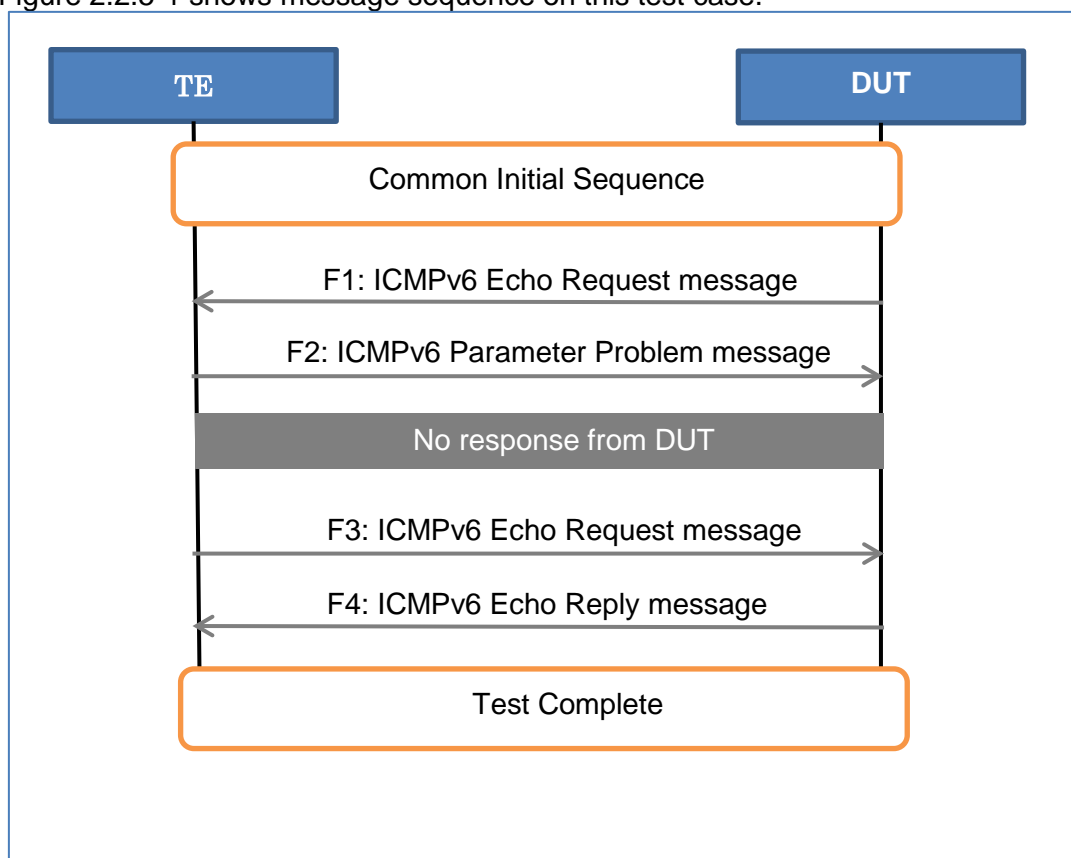 Figure 2.2.3-1 shows message sequence on this test case.
TE
DUT
Common Initial Sequence
F1: ICMPv6 Echo Request message
F2: ICMPv6 Parameter Problem message
No response from DUT
F3: ICMPv6 Echo Request message
F4: ICMPv6 Echo Reply message
Test Complete